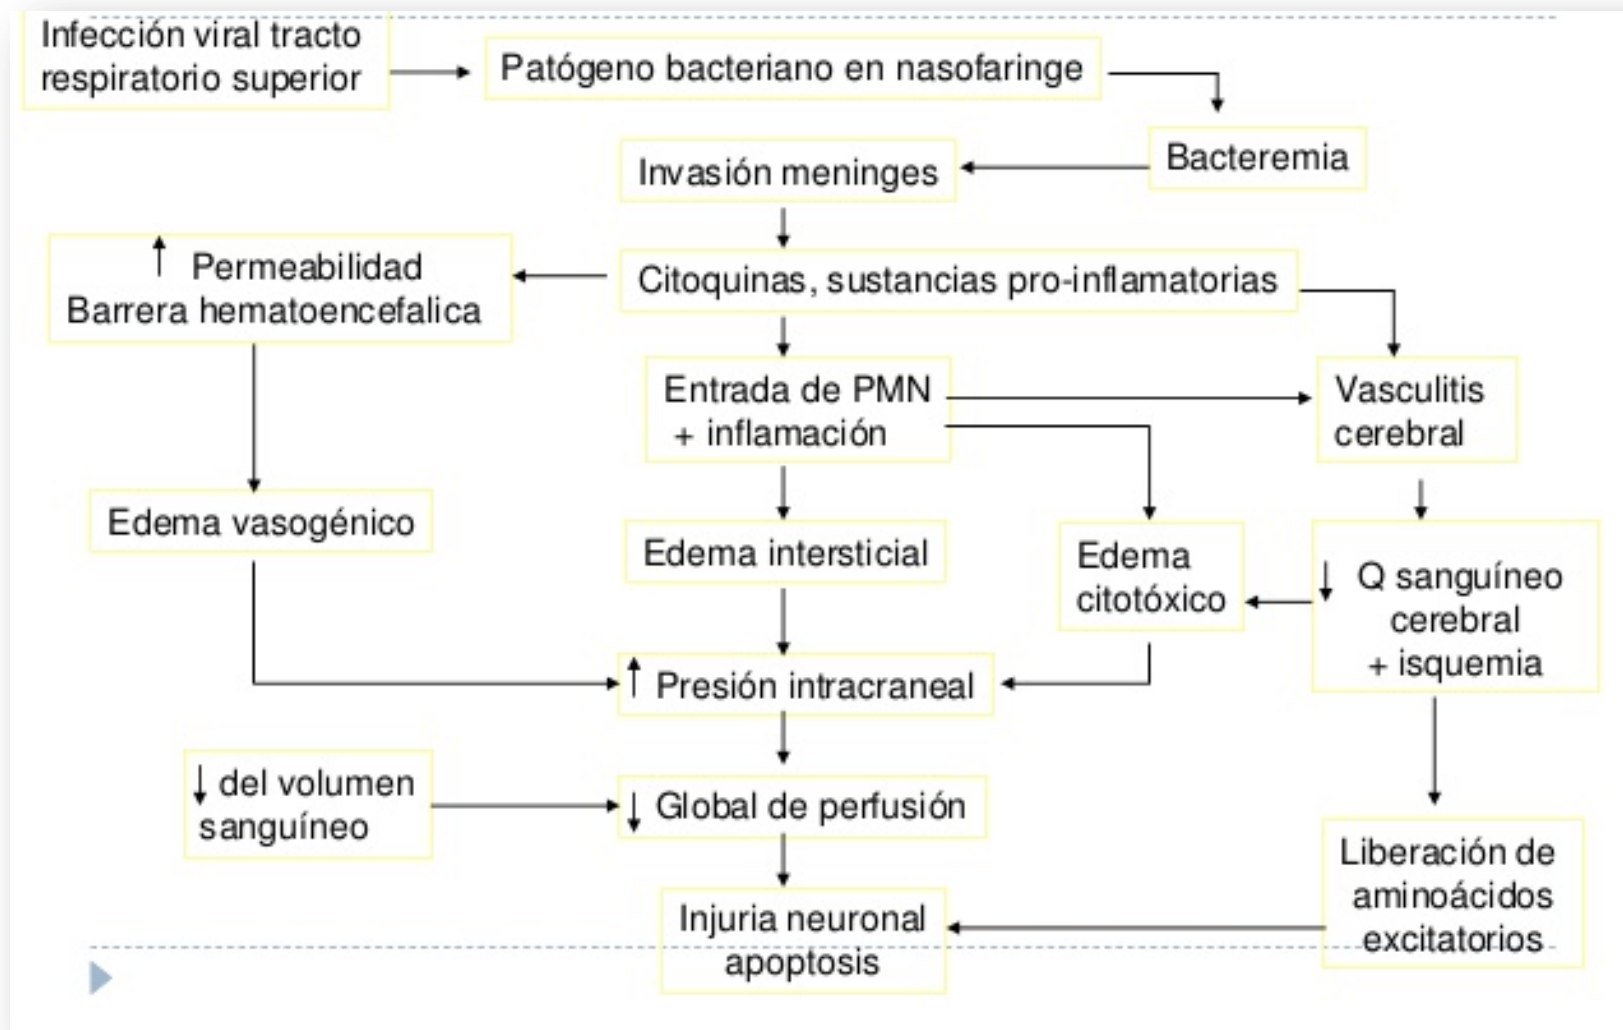 Infección viral tracto
respiratorio superior
Patógeno bacteriano en nasofaringe
Bacteremia
Invasión meninges
↑ Permeabilidad
Barrera hematoencefalica
Citoquinas, sustancias pro-inflamatorias
Entrada de PMN
+ inflamación
Vasculitis
cerebral
Edema vasogénico
Edema intersticial
Edema
citotóxico
↓ Q sanguíneo
cerebral
+ isquemia
↑ Presión intracraneal
↓ del volumen
sanguíneo
↓ Global de perfusión
Liberación de
aminoácidos
excitatorios
Injuria neuronal
apoptosis